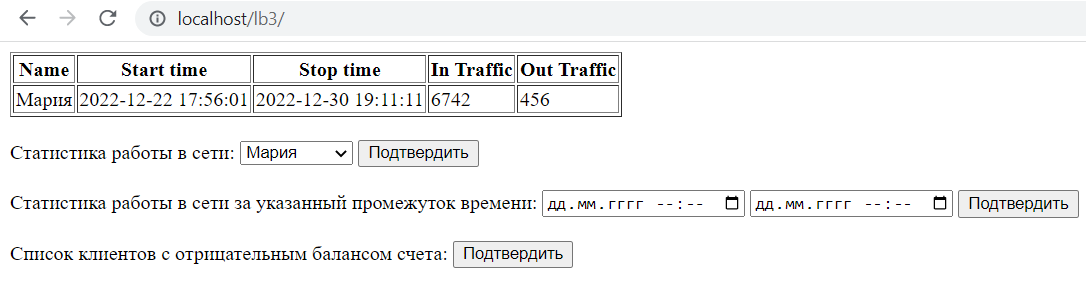 localhost/lb3/
Name Start time Stop time In Traffic Out Traffic
Мария 2022-12-22 17:56:01 2022-12-30 19:11:11 6742 456
Статистика работы в сети: Мария Подтвердить
Статистика работы в сети за указанный промежуток времени: дд.мм.гггг --:-- дд.мм.гггг --:-- Подтвердить
Список клиентов с отрицательным балансом счета: Подтвердить